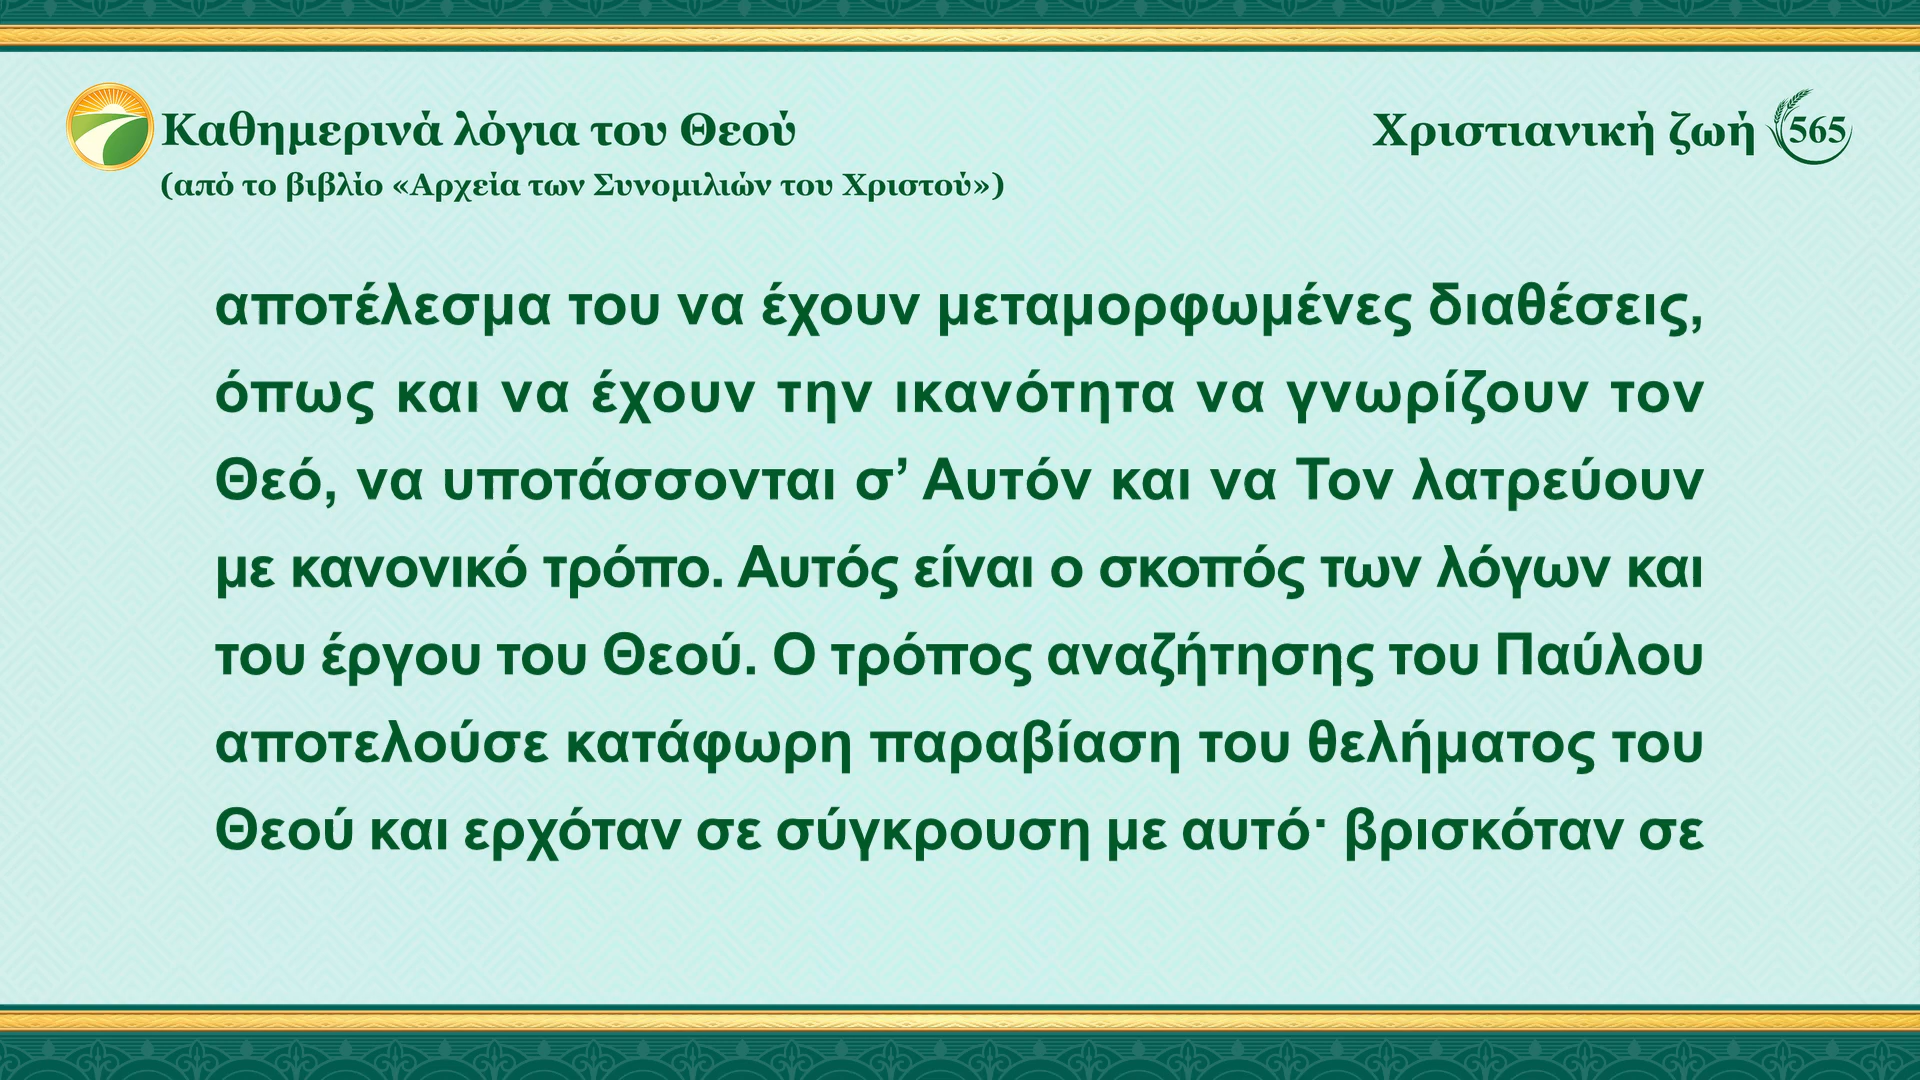 Καθημερινά λόγια του Θεού
(από το βιβλίο «Αρχεία των Συνομιλιών του Χριστού»)
Χριστιανική ζωή 565
αποτέλεσμα του να έχουν μεταμορφωμένες διαθέσεις,
όπως και να έχουν την ικανότητα να γνωρίζουν τον
Θεό, να υποτάσσονται σ’ Αυτόν και να Τον λατρεύουν
με κανονικό τρόπο. Αυτός είναι ο σκοπός των λόγων και
του έργου του Θεού. Ο τρόπος αναζήτησης του Παύλου
αποτελούσε κατάφωρη παραβίαση του θελήματος του
Θεού και ερχόταν σε σύγκρουση με αυτό· βρισκόταν σε